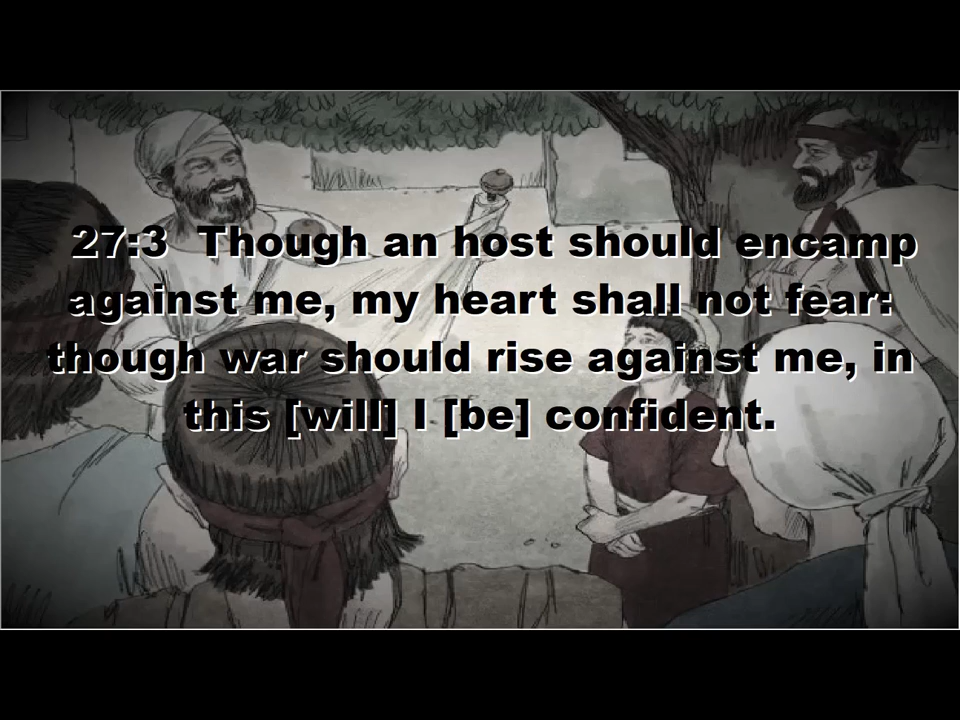 27:3 Though an host should encamp
against me, my heart shall not fear:
though war should rise against me, in
this [will] I [be] confident.